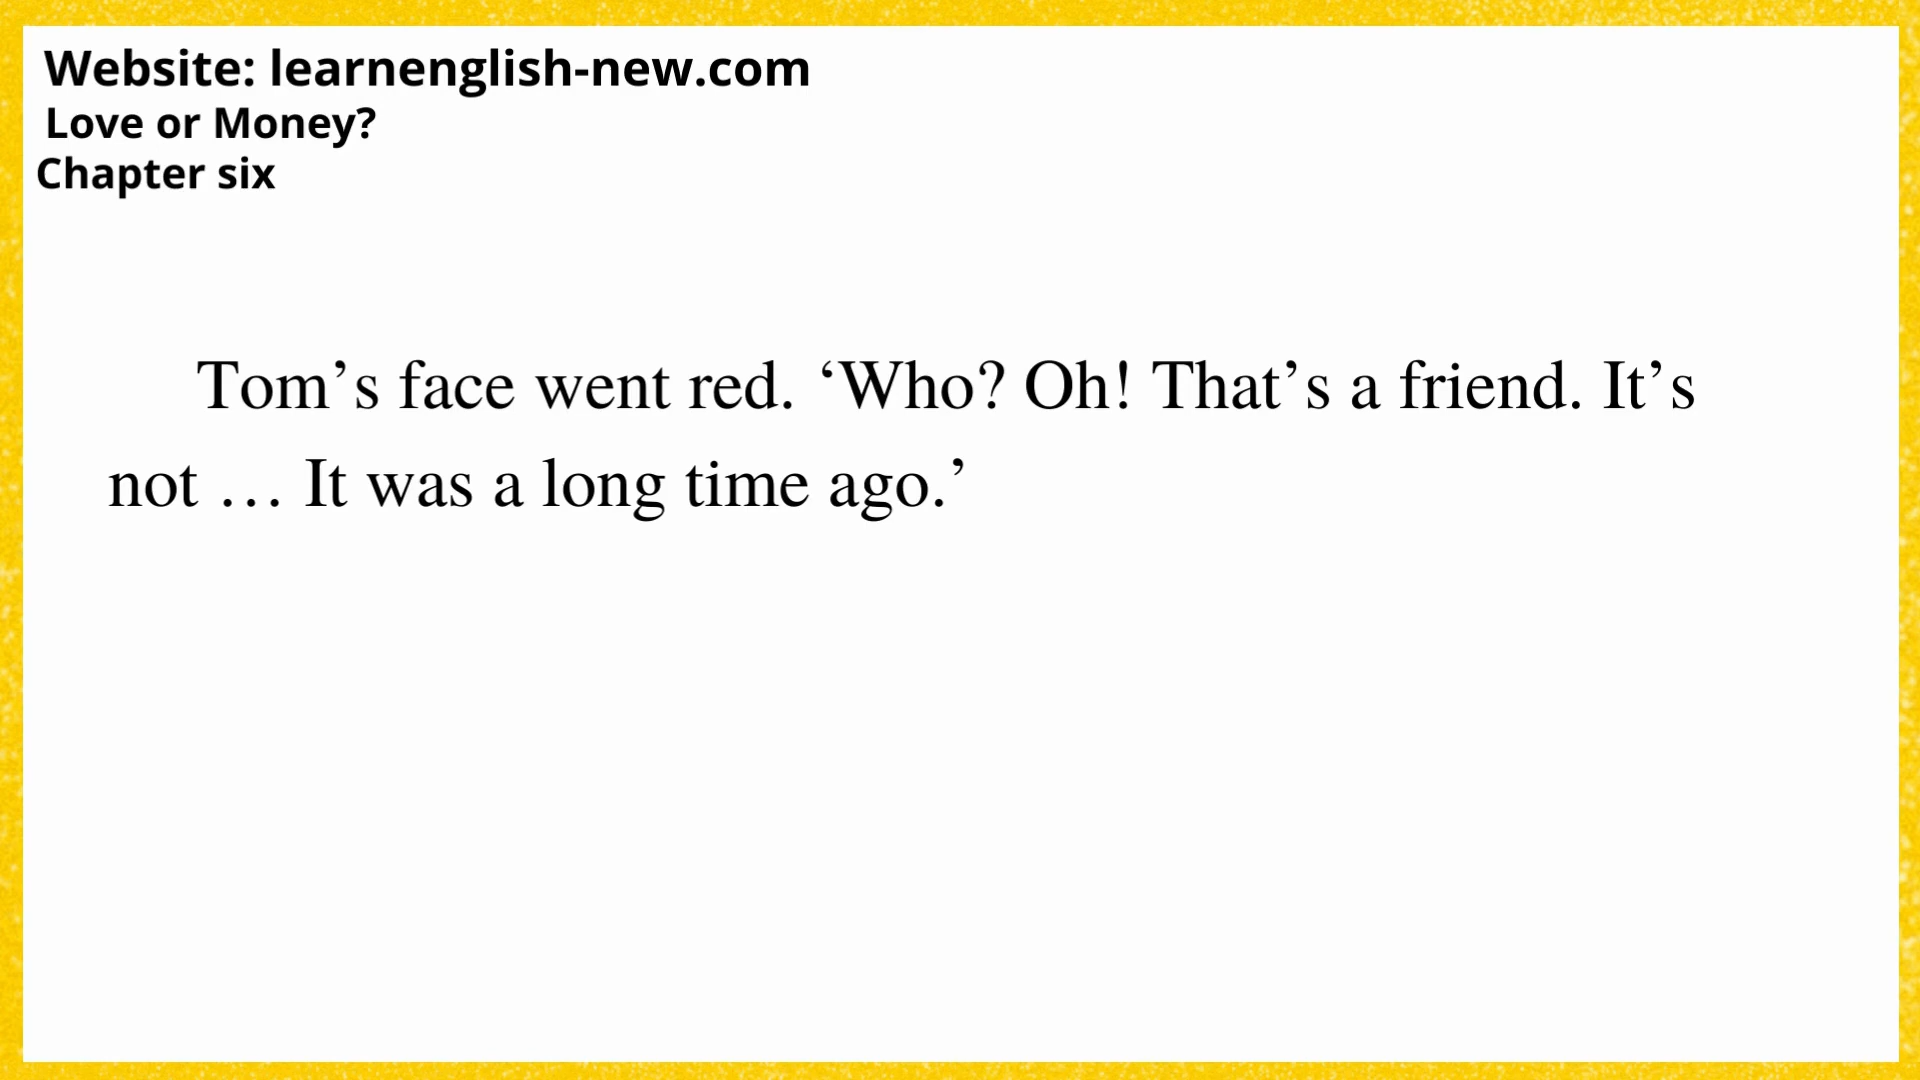 Website: learnenglish-new.com
Love or Money?
Chapter six
Tom’s face went red. ‘Who? Oh! That’s a friend. It’s
not … It was a long time ago.’